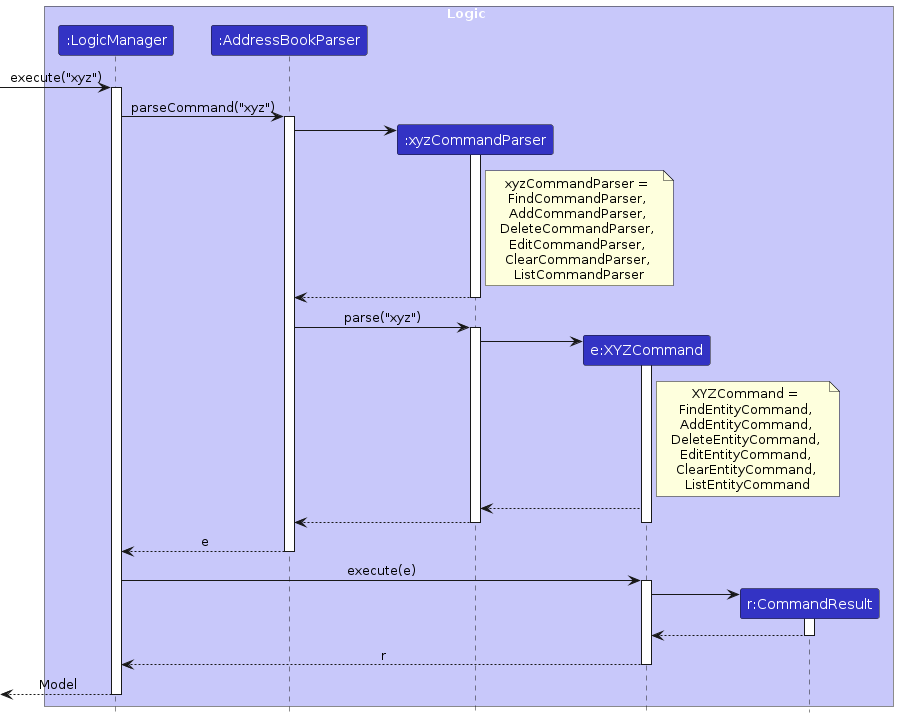 Logic
:LogicManager
:AddressBookParser
execute("xyz")
parseCommand("xyz")
:xyzCommandParser
xyzCommandParser =
FindCommandParser,
AddCommandParser,
DeleteCommandParser,
EditCommandParser,
ClearCommandParser,
ListCommandParser
parse("xyz")
e:XYZCommand
XYZCommand =
FindEntityCommand,
AddEntityCommand,
DeleteEntityCommand,
EditEntityCommand,
ClearEntityCommand,
ListEntityCommand
e
execute(e)
r:CommandResult
r
Model